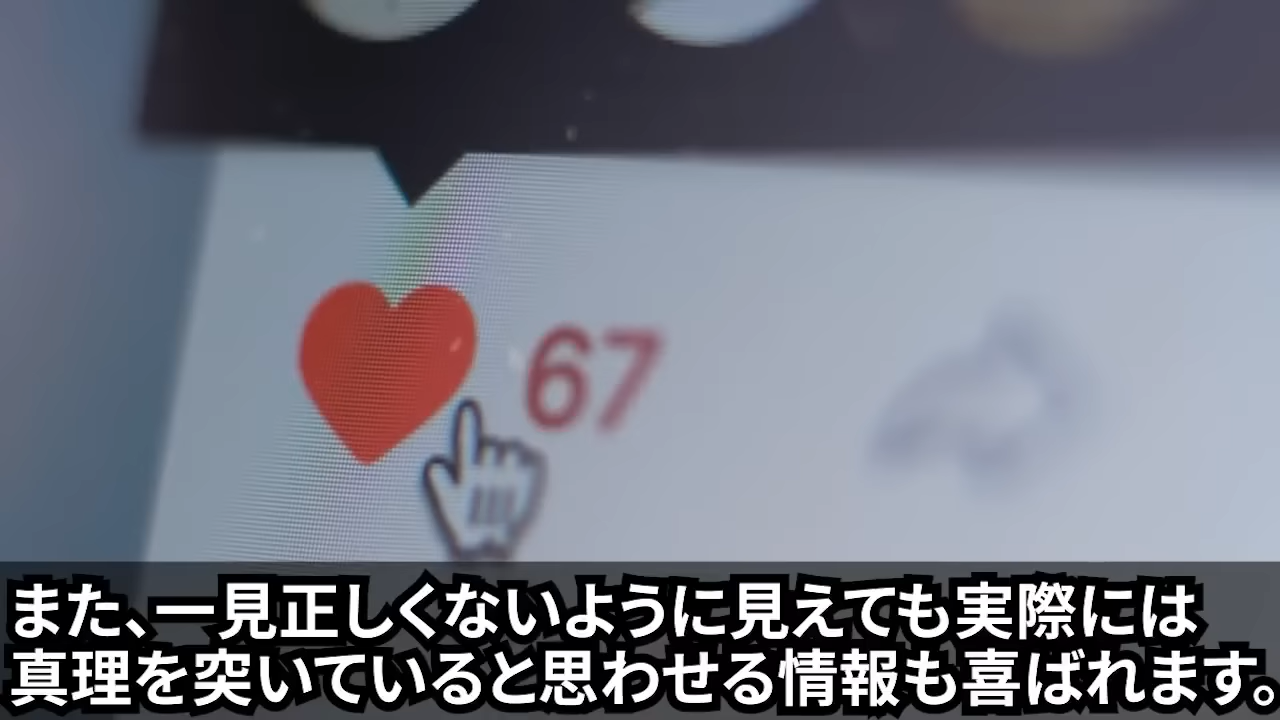 67
また、一見正しくないように見えても実際には
真理を突いていると思わせる情報も喜ばれます。